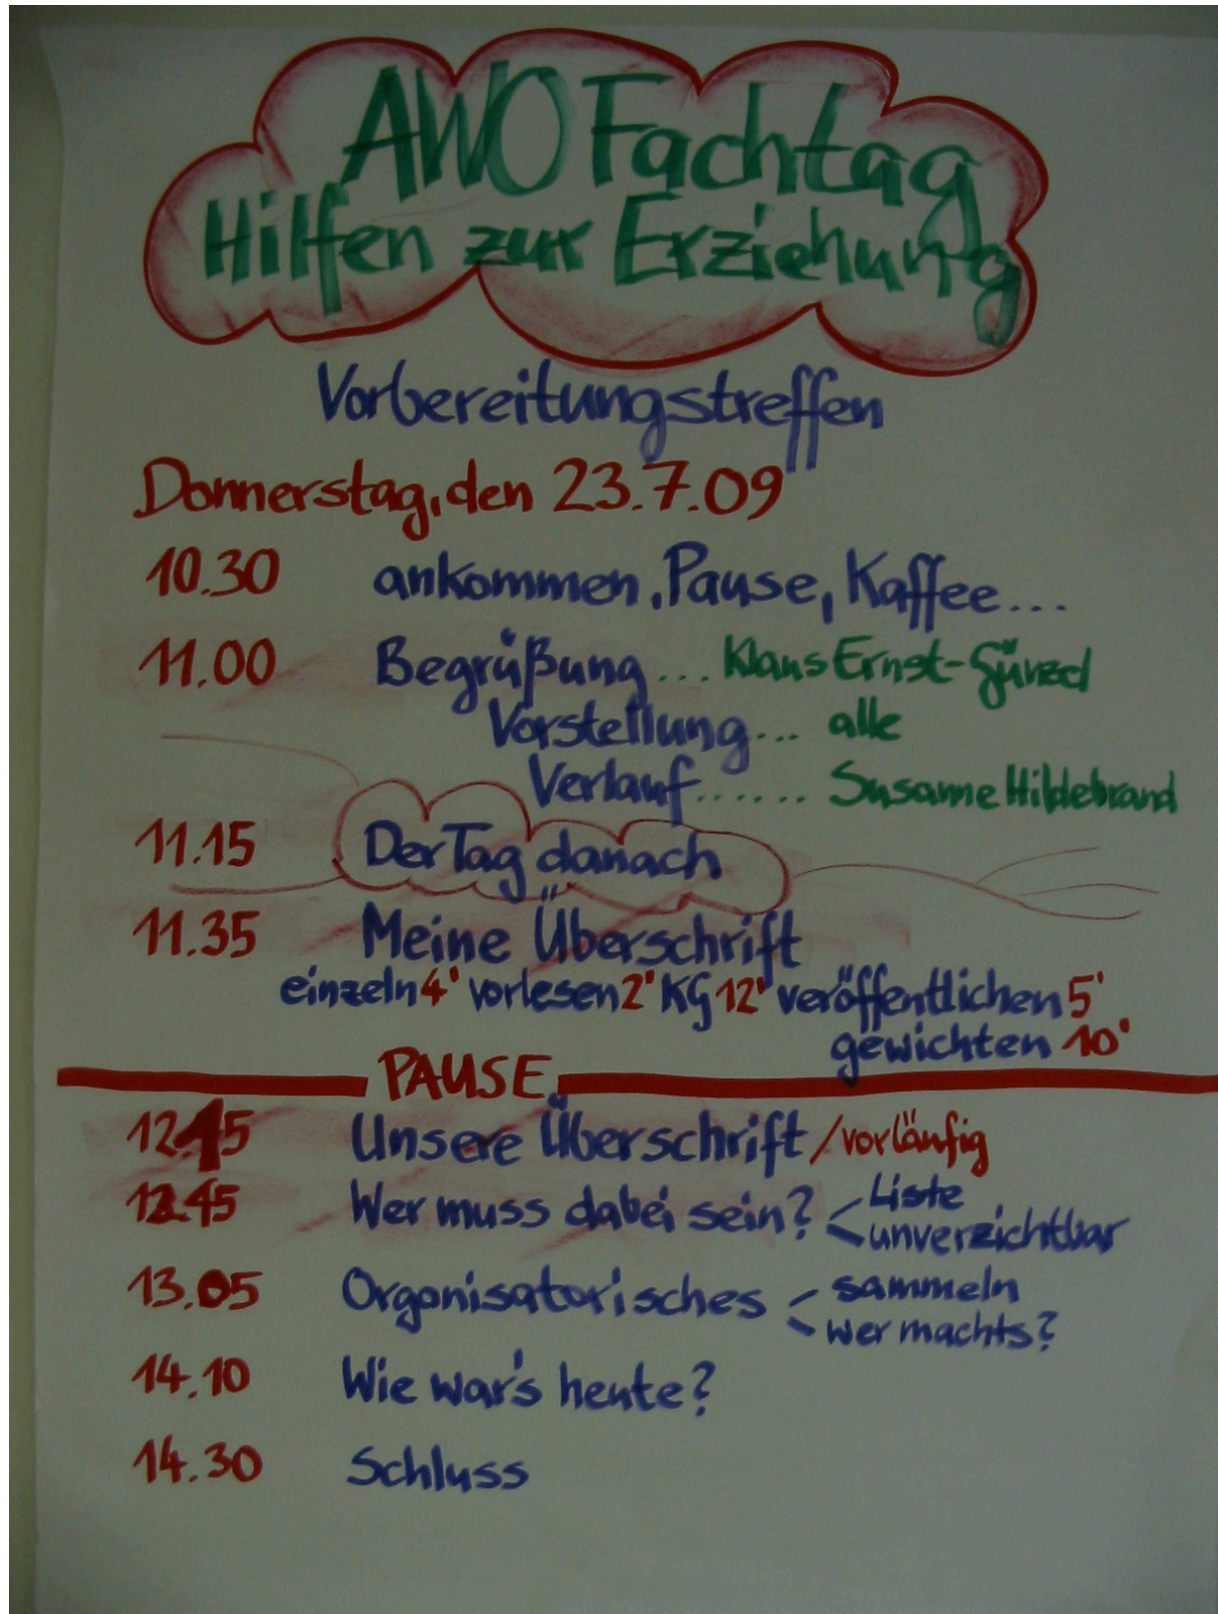 AWO Fachtag
Hilfen zur Erziehung
Vorbereitungstreffen
Donnerstag, den 23.7.09
10.30 ankommen, Pause, Kaffee....
11.00 Begrüßung ... Klaus Ernst-
Vorstellung... alle
Verlauf...... Susanne Hildebrand
11.15 Der Tag danach
11.35 Meine Überschrift
einzeln 4' vorlesen 2' KG 12' veröffentlichen 5'
gewichten 10'
PAUSE
12.15 Unsere Überschrift / vorläufig
12.45 Wer muss dabei sein? < Liste
unverzichtbar
13.05 Organisatorisches < sammeln
wer machts?
14.10 Wie war's heute?
14.30 Schluss